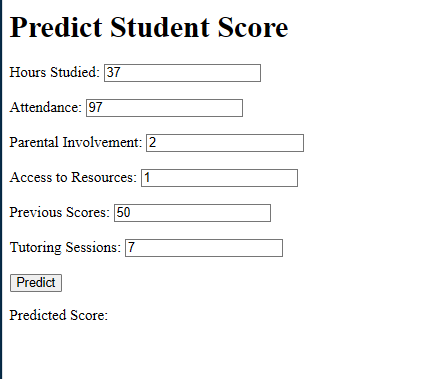 Predict Student Score
Hours Studied: 37
Attendance: 97
Parental Involvement: 2
Access to Resources: 1
Previous Scores: 50
Tutoring Sessions: 7
Predict
Predicted Score: